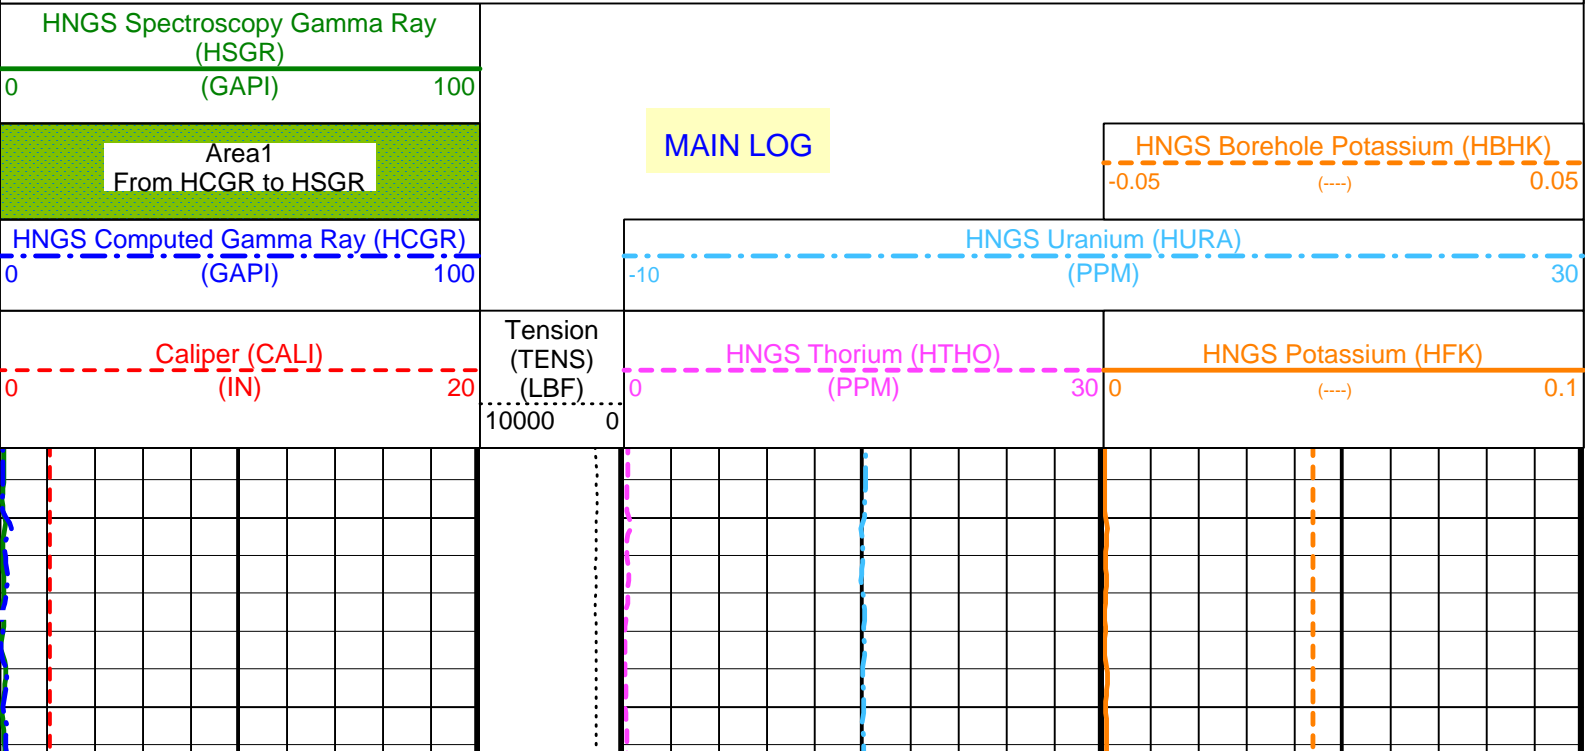 HNGS Spectroscopy Gamma Ray
(HSGR)
0 (GAPI) 100
Area1
From HCGR to HSGR
MAIN LOG
HNGS Borehole Potassium (HBHK)
-0.05 (----) 0.05
HNGS Computed Gamma Ray (HCGR)
0 (GAPI) 100
HNGS Uranium (HURA)
-10 (PPM) 30
Caliper (CALI)
0 (IN) 20
Tension
(TENS)
(LBF)
10000 0
HNGS Thorium (HTHO)
0 (PPM) 30
HNGS Potassium (HFK)
0 (----) 0.1